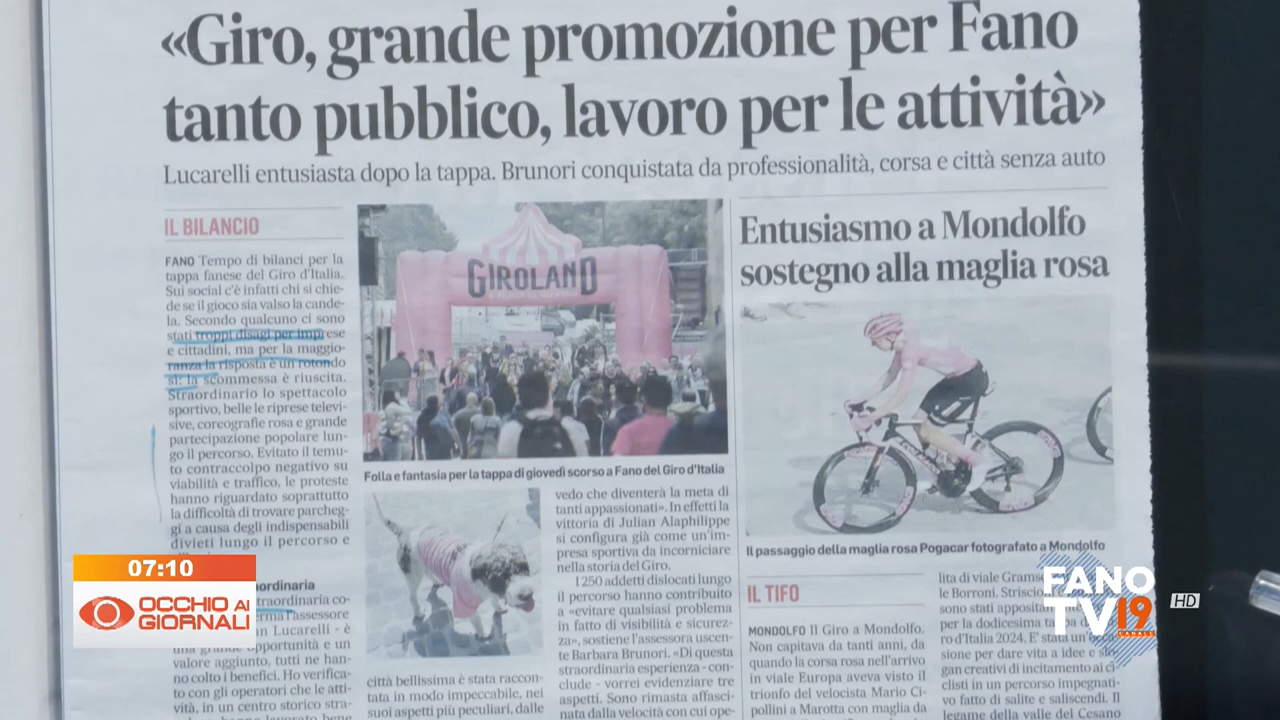 «Giro, grande promozione per Fano
tanto pubblico, lavoro per le attività»
Lucarelli entusiasta dopo la tappa. Brunori conquistata da professionalità, corsa e città senza auto
IL BILANCIO
FANO Tempo di bilanci per la
tappa fanese del Giro d'Italia.
Sui social c'è infatti chi si chie-
de se il gioco sia valso la cande-
la. Secondo qualcuno ci sono
stati troppi disagi per imprese
e cittadini, ma per la maggio-
ranza la risposta è un rotondo
sì: la scommessa è riuscita.
Straordinario lo spettacolo
sportivo, belle le riprese televi-
sive, coreografie rosa e grande
partecipazione popolare lun-
go il percorso. Evitato il temu-
to contraccolpo negativo su
viabilità e traffico, le proteste
hanno riguardato soprattutto
la difficoltà di trovare parcheg-
gi a causa degli indispensabili
divieti lungo il percorso e
raordinaria
traordinaria co-
erma l'assessore
n Lucarelli - è
una grande opportunità e un
valore aggiunto, tutti ne han-
no colto i benefici. Ho verifica-
to con gli operatori che le atti-
vità, in un centro storico stra-
GIROLAND
Folla e fantasia per la tappa di giovedì scorso a Fano del Giro d'Italia
città bellissima è stata raccon-
tata in modo impeccabile, nei
suoi aspetti più peculiari, dalle
vedo che diventerà la meta di
tanti appassionati». In effetti la
vittoria di Julian Alaphilippe
si configura già come un'im-
presa sportiva da incorniciare
nella storia del Giro.
1250 addetti dislocati lungo
il percorso hanno contribuito
a «evitare qualsiasi problema
in fatto di visibilità e sicurez-
za», sostiene l'assessora uscen-
te Barbara Brunori. «Di questa
straordinaria esperienza - con-
clude - vorrei evidenziare tre
aspetti. Sono rimasta affasci-
nata dalla velocità con cui ope-
Entusiasmo a Mondolfo
sostegno alla maglia rosa
Il passaggio della maglia rosa Pogacar fotografato a Mondolfo
IL TIFO
MONDOLFO Il Giro a Mondolfo.
Non capitava da tanti anni, da
quando la corsa rosa nell'arrivo
in viale Europa aveva visto il
trionfo del velocista Mario Ci-
pollini a Marotta con maglia da
lita di viale Grams
le Borroni. Striscio
sono stati apposita
per la dodicesima tappa d
ro d'Italia 2024. E' stata un'occa
sione per dare vita a idee e slo-
gan creativi di incitamento ai ci-
clisti in un percorso impegnati-
vo fatto di salite e saliscendi. Il
legame della valle del Cesano
07:10
OCCHIO AI
GIORNALI
FANO
TV19
CANALE
HD